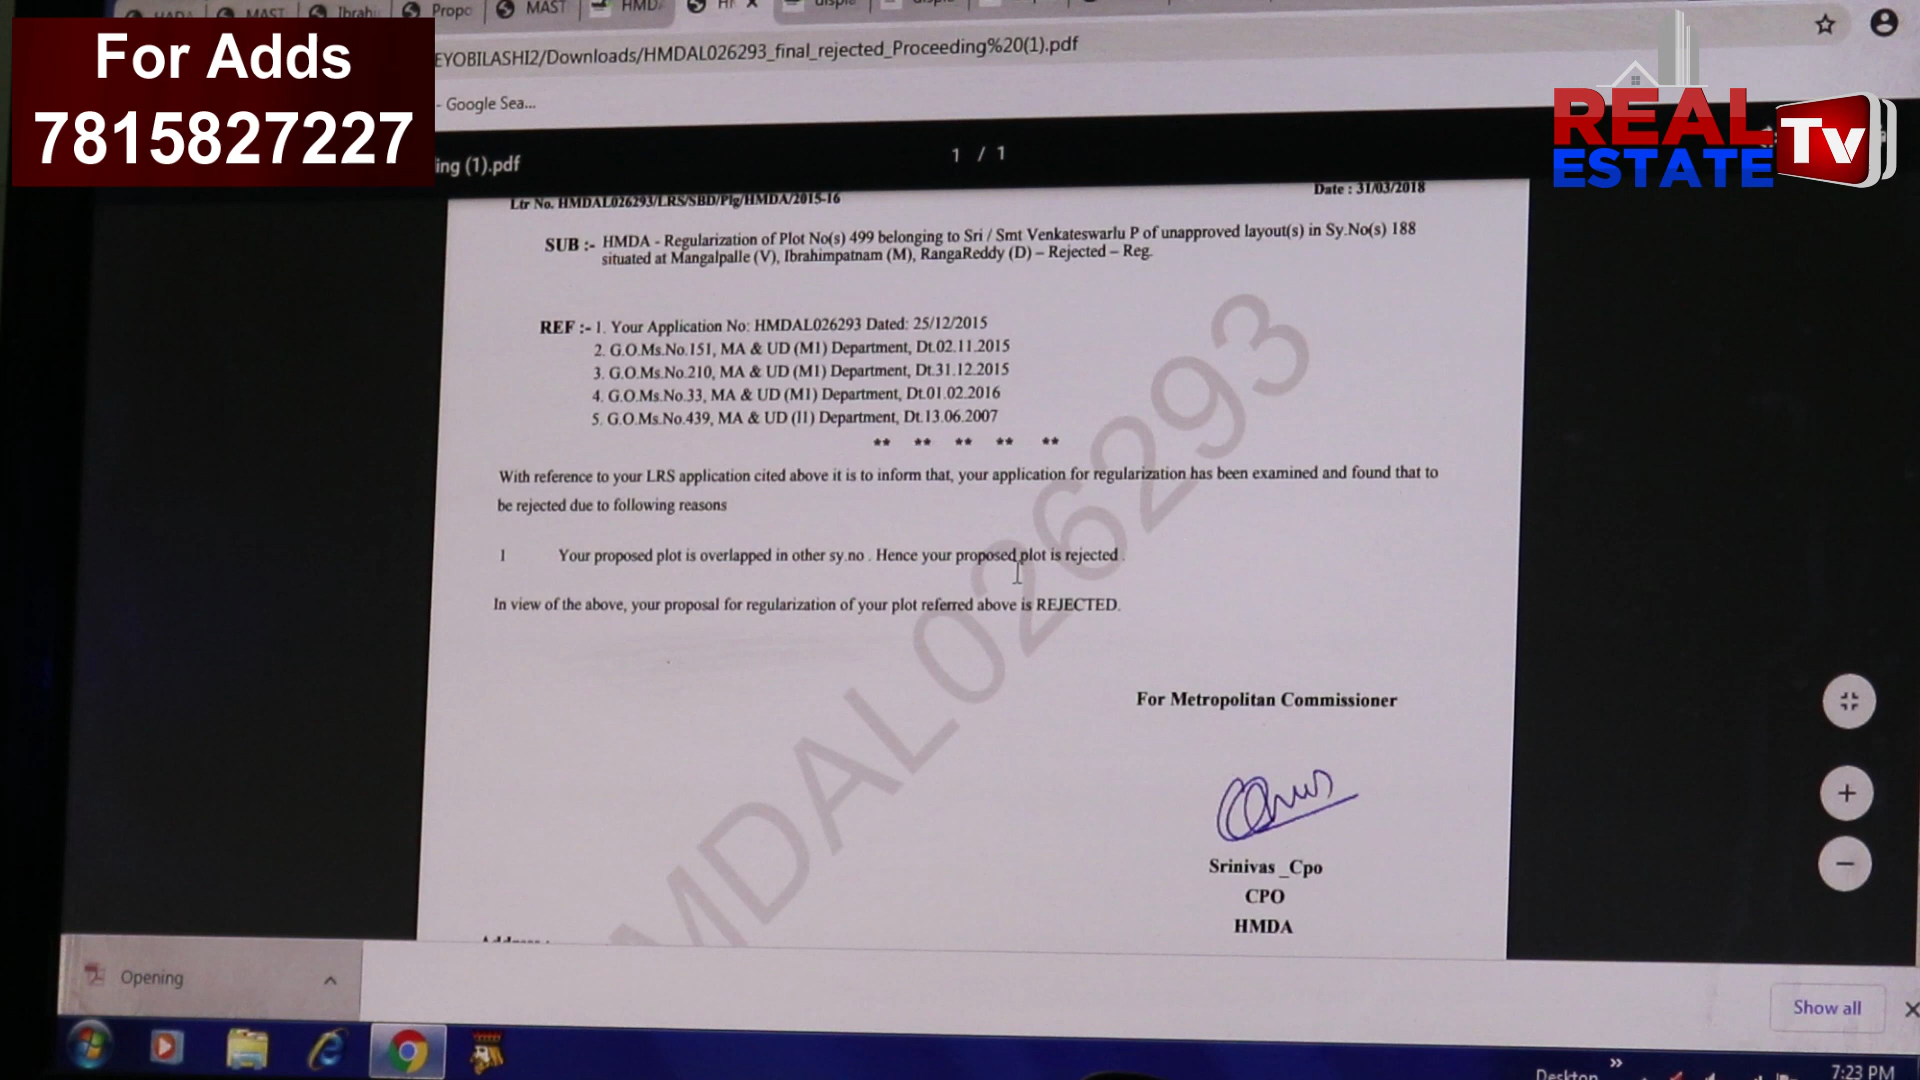 MAST
Ibrahi
Propo
MAST
HMDA
For Adds
7815827227
EYOBILASHI2/Downloads/HMDAL026293_final_rejected_Proceeding%20(1).pdf
- Google Sea...
REAL
ESTATE
Tv
ing (1).pdf
1 / 1
Ltr No. HMDAL026293/LRS/SBD/Plg/HMDA/2015-16
Date : 31/03/2018
SUB :- HMDA - Regularization of Plot No(s) 499 belonging to Sri / Smt Venkateswarlu P of unapproved layout(s) in Sy.No(s) 188
situated at Mangalpalle (V), Ibrahimpatnam (M), RangaReddy (D) – Rejected – Reg.
REF :- 1. Your Application No: HMDAL026293 Dated: 25/12/2015
2. G.O.Ms.No.151, MA & UD (M1) Department, Dt.02.11.2015
3. G.O.Ms.No.210, MA & UD (M1) Department, Dt.31.12.2015
4. G.O.Ms.No.33, MA & UD (M1) Department, Dt.01.02.2016
5. G.O.Ms.No.439, MA & UD (I1) Department, Dt.13.06.2007
** ** ** ** **
With reference to your LRS application cited above it is to inform that, your application for regularization has been examined and found that to
be rejected due to following reasons
1 Your proposed plot is overlapped in other sy.no . Hence your proposed plot is rejected .
In view of the above, your proposal for regularization of your plot referred above is REJECTED.
MDAL026293
For Metropolitan Commissioner
Srinivas _Cpo
CPO
HMDA
Opening
Show all
Desktop
7:23 PM